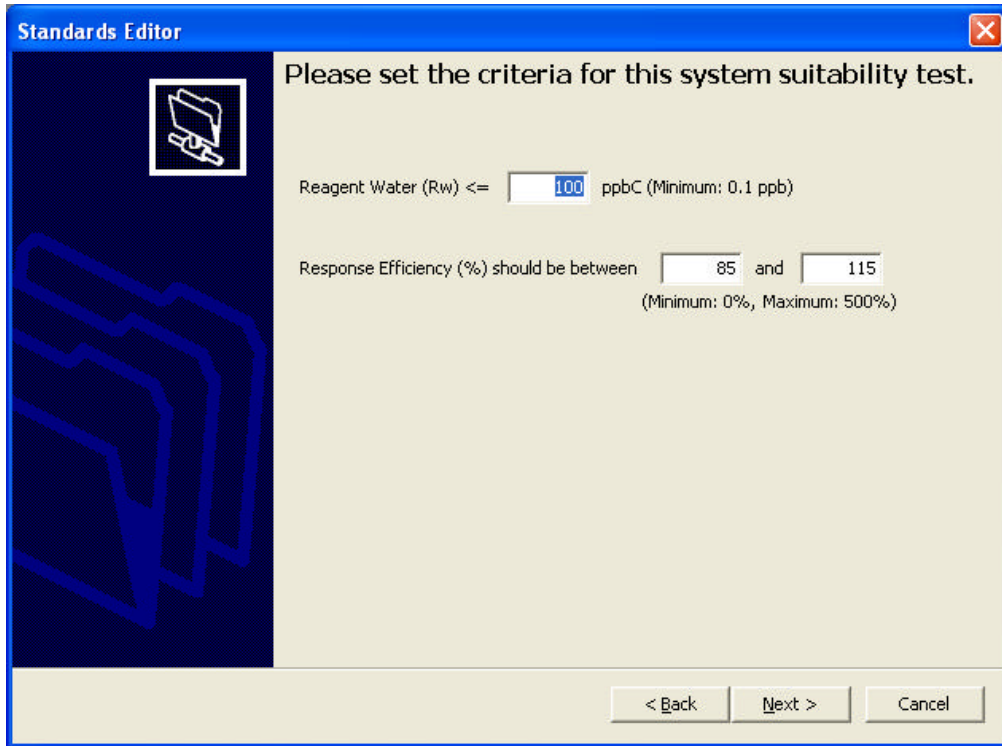 Standards Editor
Please set the criteria for this system suitability test.
Reagent Water (Rw) <= 100 ppbC (Minimum: 0.1 ppb)
Response Efficiency (%) should be between 85 and 115
(Minimum: 0%, Maximum: 500%)
< Back Next > Cancel